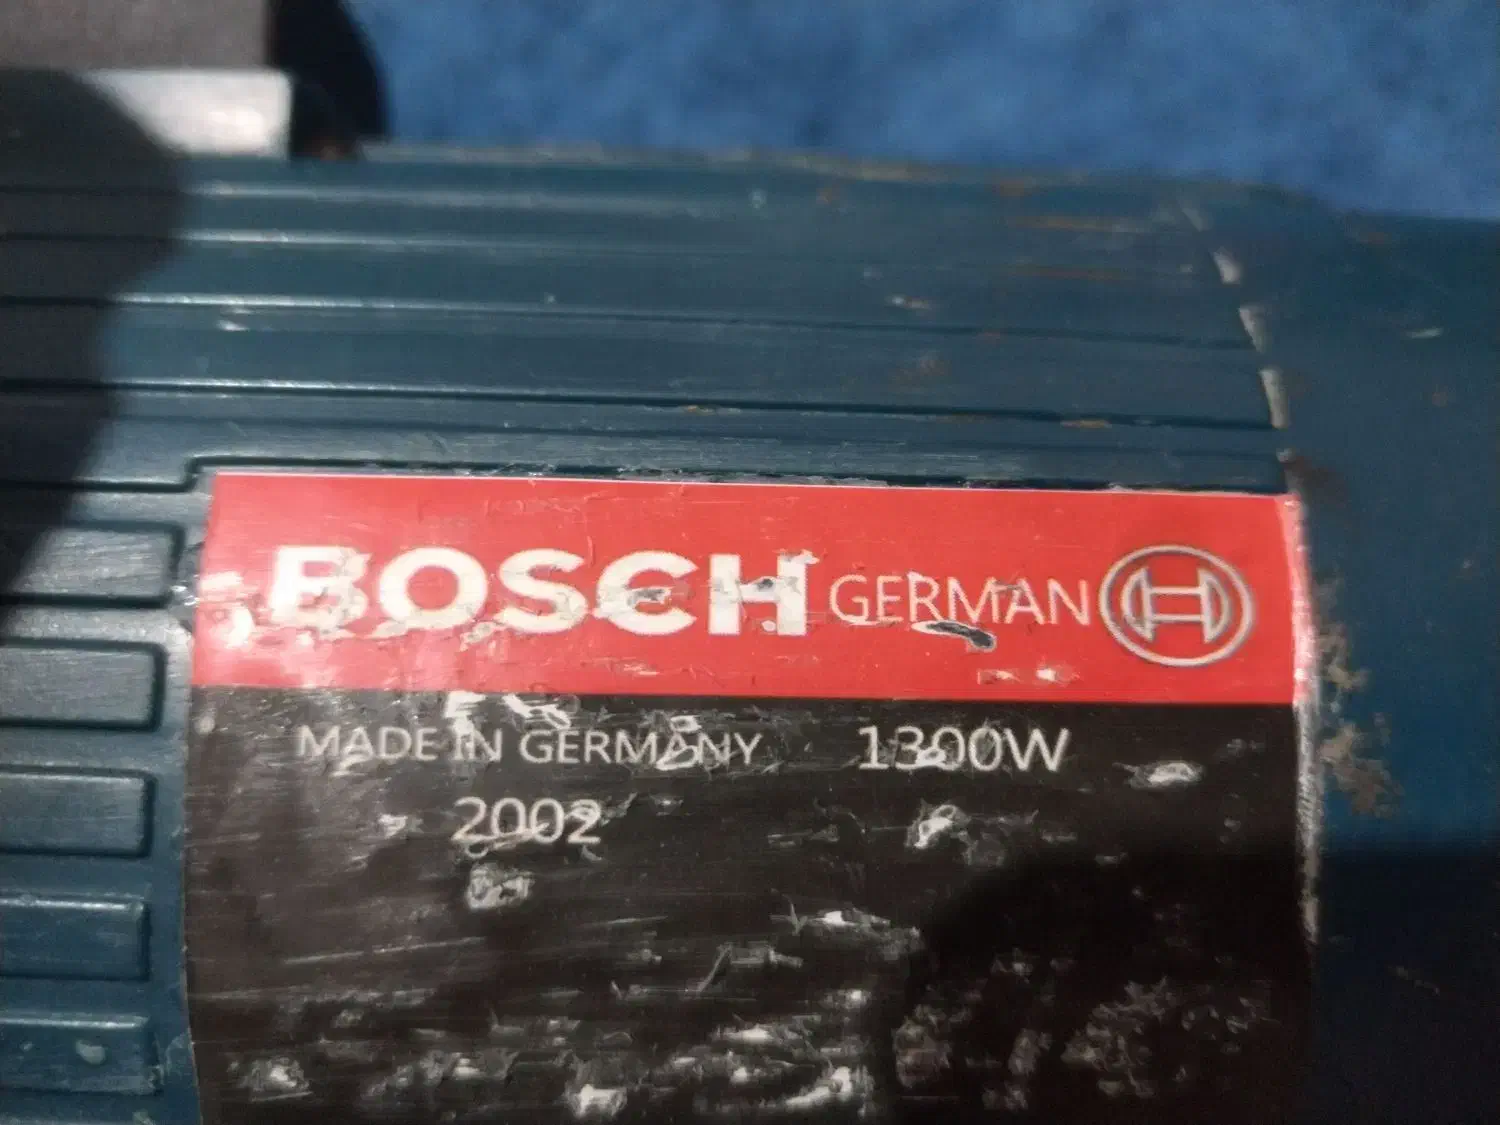 BOSCH GERMAN
MADE IN GERMANY 1300W
2002